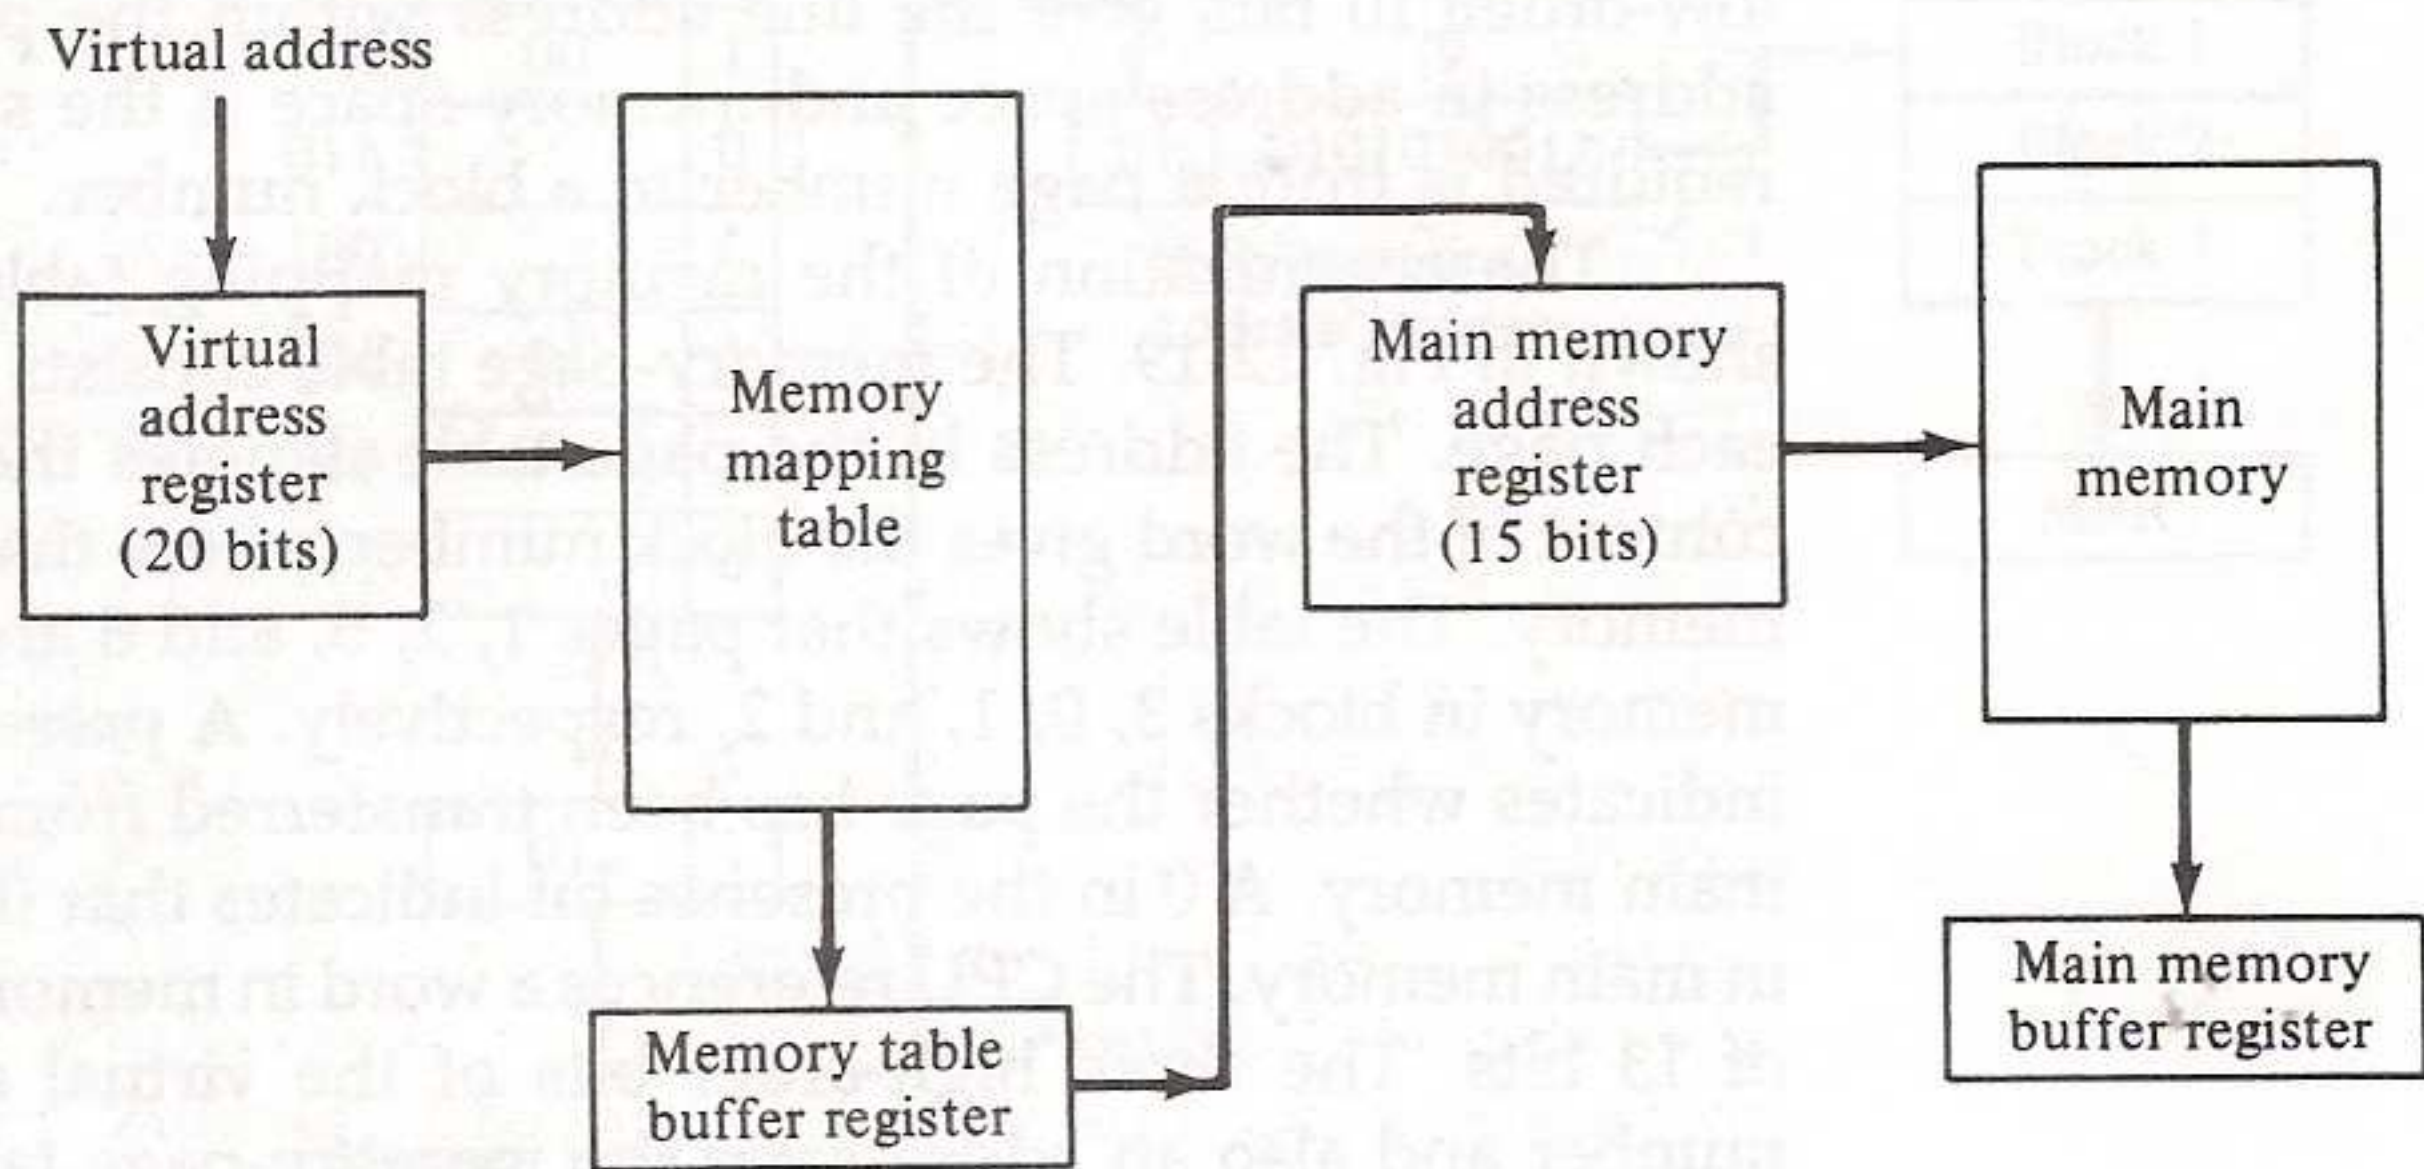 Virtual address
Virtual
address
register
(20 bits)
Memory
mapping
table
Memory table
buffer register
Main memory
address
register
(15 bits)
Main
memory
Main memory
buffer register